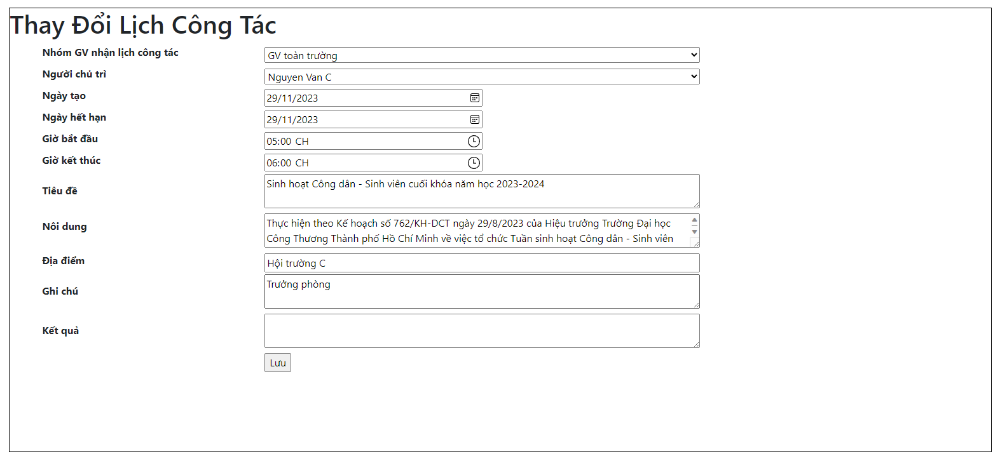 Thay Đổi Lịch Công Tác
Nhóm GV nhận lịch công tác
GV toàn trường
Người chủ trì
Nguyen Van C
Ngày tạo
29/11/2023
Ngày hết hạn
29/11/2023
Giờ bắt đầu
05:00 CH
Giờ kết thúc
06:00 CH
Tiêu đề
Sinh hoạt Công dân - Sinh viên cuối khóa năm học 2023-2024
Nôi dung
Thực hiện theo Kế hoạch số 762/KH-DCT ngày 29/8/2023 của Hiệu trưởng Trường Đại học
Công Thương Thành phố Hồ Chí Minh về việc tổ chức Tuần sinh hoạt Công dân - Sinh viên
Địa điểm
Hội trường C
Ghi chú
Trưởng phòng
Kết quả
Lưu